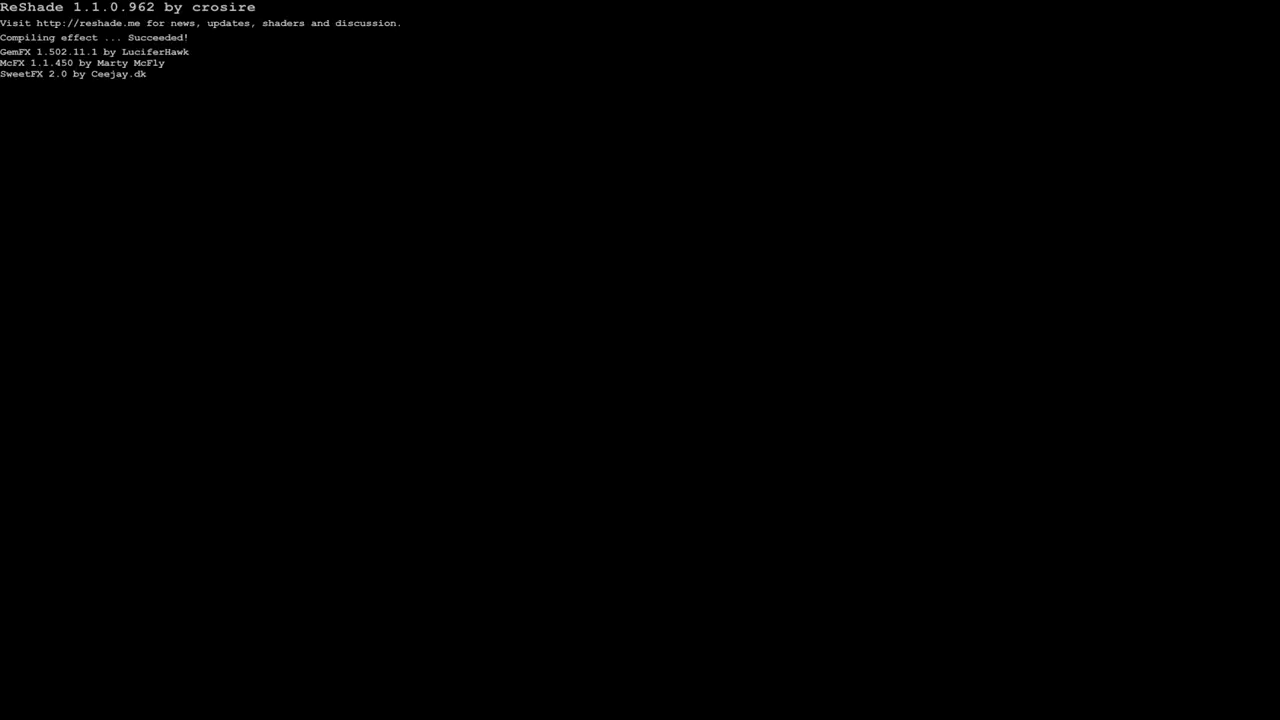 ReShade 1.1.0.962 by crosire
Visit http://reshade.me for news, updates, shaders and discussion.
Compiling effect ... Succeeded!
GemFX 1.502.11.1 by LuciferHawk
McFX 1.1.450 by Marty McFly
SweetFX 2.0 by Ceejay.dk